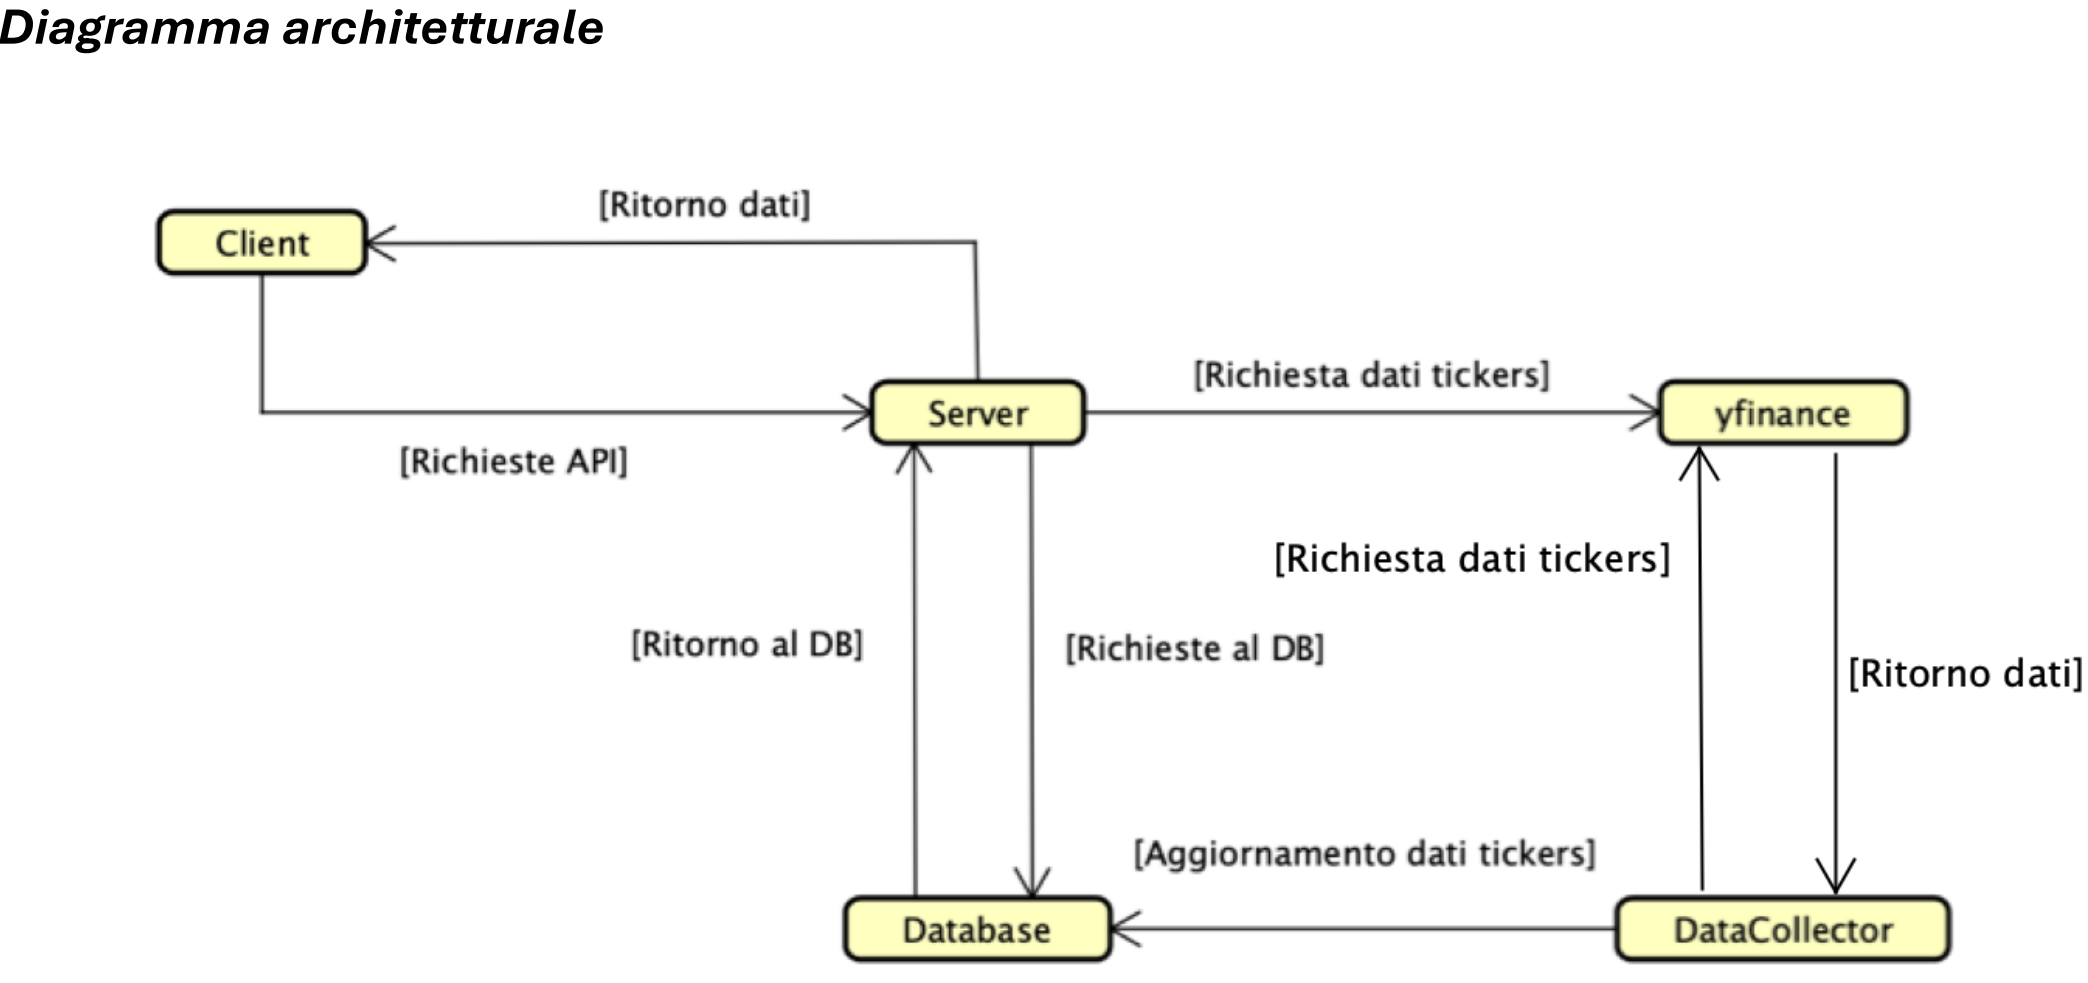 Diagramma architetturale
[Ritorno dati]
Client
[Richiesta dati tickers]
Server
yfinance
[Richieste API]
[Richiesta dati tickers]
[Ritorno al DB]
[Richieste al DB]
[Ritorno dati]
[Aggiornamento dati tickers]
Database
DataCollector